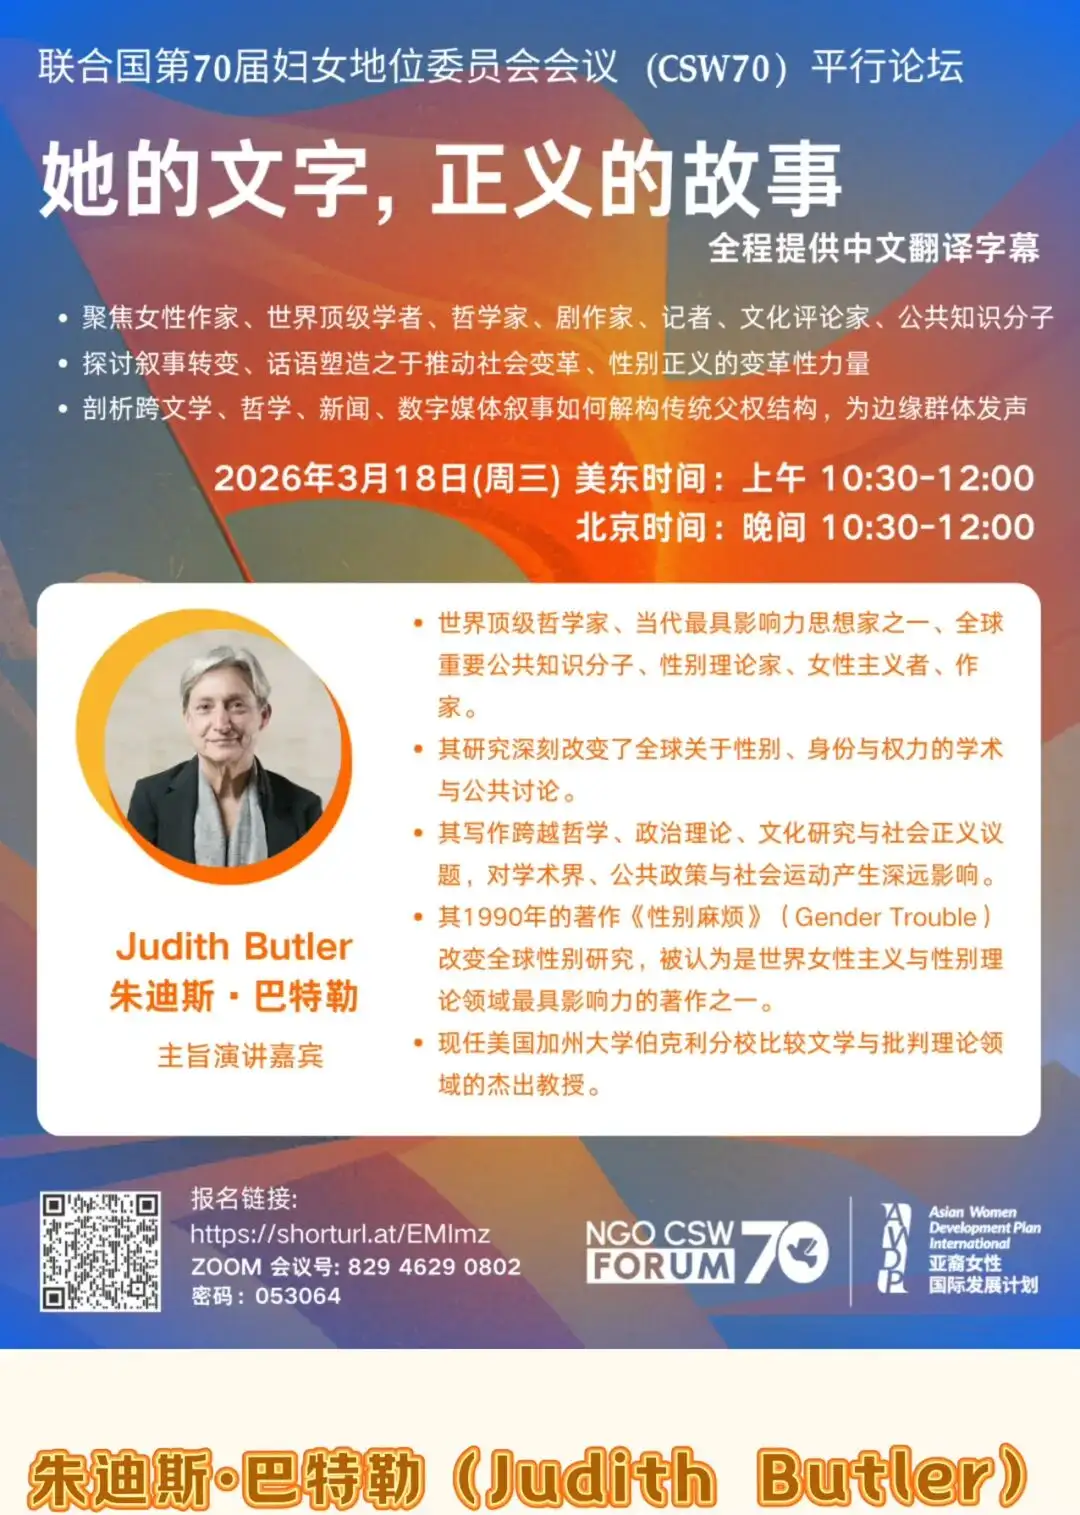 联合国第70届妇女地位委员会会议（CSW70）平行论坛
她的文字，正义的故事
全程提供中文翻译字幕
• 聚焦女性作家、世界顶级学者、哲学家、剧作家、记者、文化评论家、公共知识分子
• 探讨叙事转变、话语塑造之于推动社会变革、性别正义的变革性力量
• 剖析跨文学、哲学、新闻、数字媒体叙事如何解构传统父权结构，为边缘群体发声
2026年3月18日(周三) 美东时间：上午 10:30-12:00
北京时间：晚间 10:30-12:00
Judith Butler
朱迪斯·巴特勒
主旨演讲嘉宾
• 世界顶级哲学家、当代最具影响力思想家之一、全球
重要公共知识分子、性别理论家、女性主义者、作
家。
• 其研究深刻改变了全球关于性别、身份与权力的学术
与公共讨论。
• 其写作跨越哲学、政治理论、文化研究与社会正义议
题，对学术界、公共政策与社会运动产生深远影响。
• 其1990年的著作《性别麻烦》（Gender Trouble）
改变全球性别研究，被认为是世界女性主义与性别理
论领域最具影响力的著作之一。
• 现任美国加州大学伯克利分校比较文学与批判理论领
域的杰出教授。
报名链接:
https://shorturl.at/EMImz
ZOOM 会议号: 829 4629 0802
密码：053064
NGO CSW
FORUM 70
AWDP
Asian Women
Development Plan
International
亚裔女性
国际发展计划
朱迪斯·巴特勒（Judith Butler）